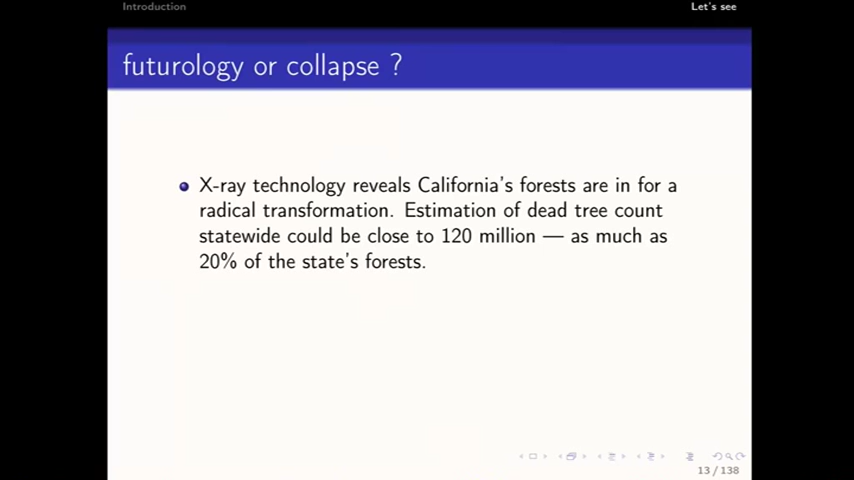 Introduction
Let's see
futurology or collapse ?
X-ray technology reveals California's forests are in for a
radical transformation. Estimation of dead tree count
statewide could be close to 120 million — as much as
20% of the state's forests.
13 / 138